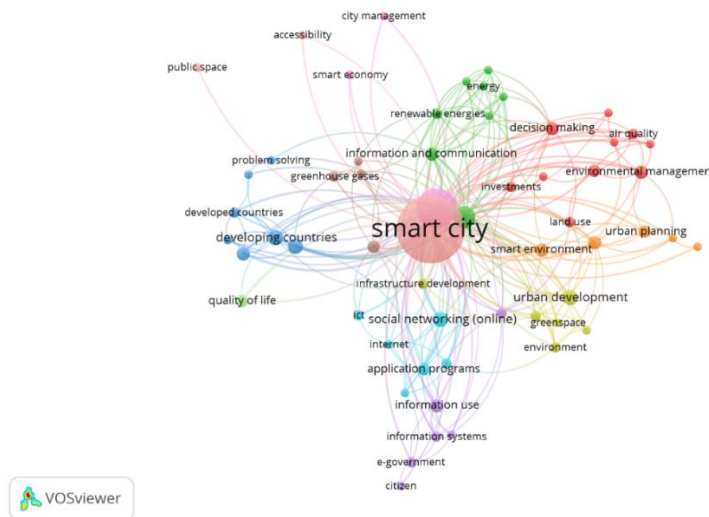 city management
accessibility
public space
smart economy
energy
renewable energies
decision making
air quality
information and communication
problem solving
greenhouse gases
environmental management
investments
developed countries
land use
smart city
urban planning
developing countries
smart environment
infrastructure development
quality of life
urban development
ict
social networking (online)
greenspace
internet
environment
application programs
information use
information systems
e-government
citizen
VOSviewer